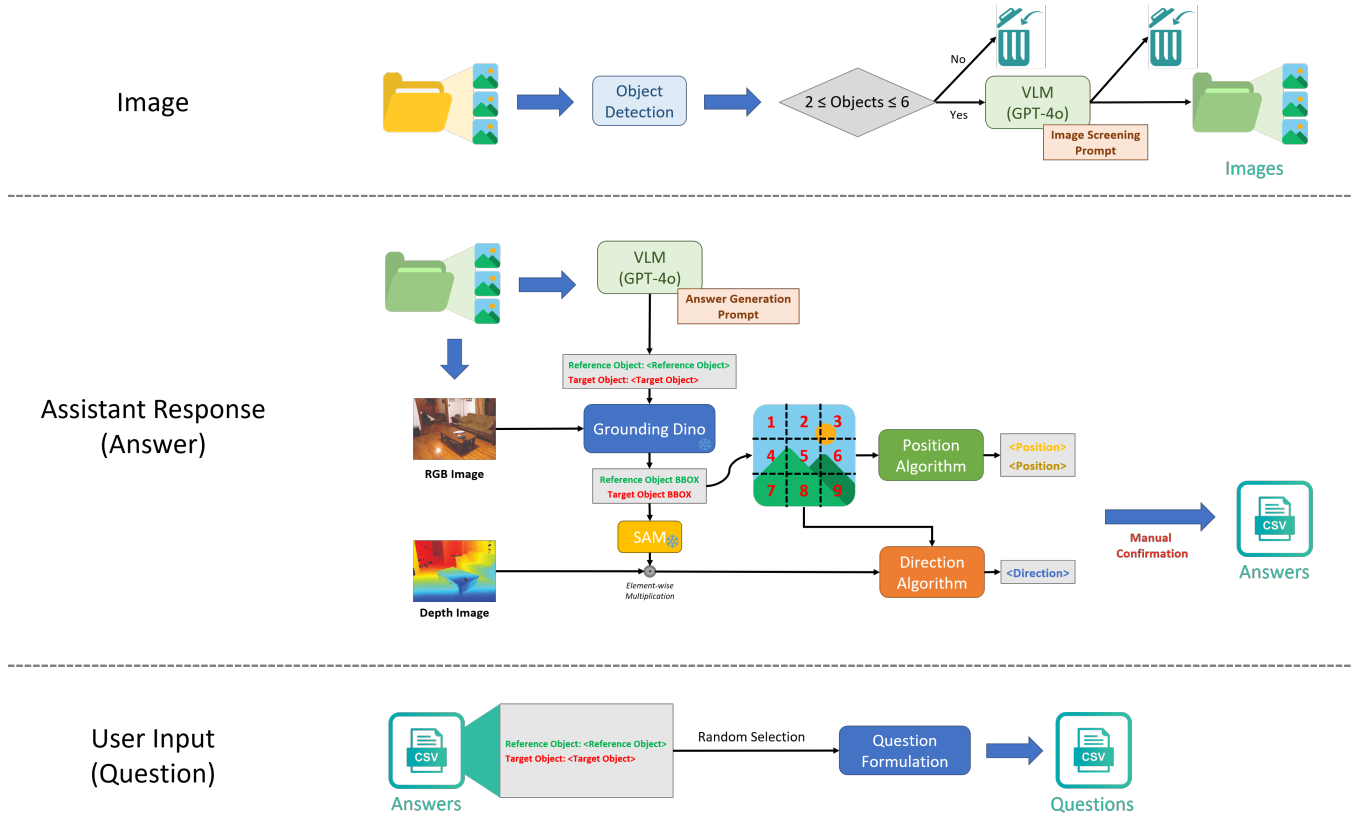 Image
Object
Detection
2 ≤ Objects ≤ 6
No
Yes
VLM
(GPT-4o)
Image Screening
Prompt
Images
Assistant Response
(Answer)
VLM
(GPT-4o)
Answer Generation
Prompt
Reference Object: <Reference Object>
Target Object: <Target Object>
RGB Image
Grounding Dino
Reference Object BBOX
Target Object BBOX
1 2 3
4 5 6
7 8 9
Position
Algorithm
<Position>
<Position>
SAM
Depth Image
Element-wise
Multiplication
Direction
Algorithm
<Direction>
Manual
Confirmation
CSV
Answers
User Input
(Question)
CSV
Answers
Reference Object: <Reference Object>
Target Object: <Target Object>
Random Selection
Question
Formulation
CSV
Questions